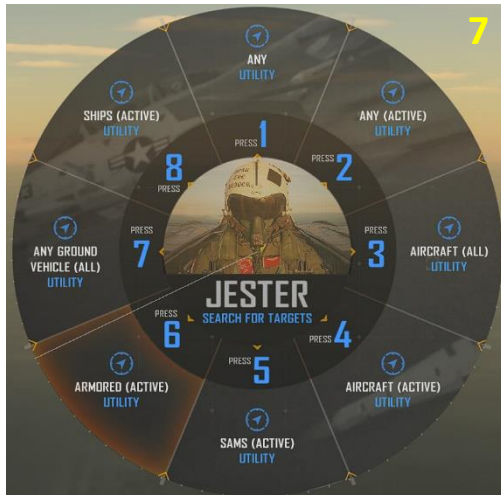 7
ANY
UTILITY
PRESS 1
ANY (ACTIVE)
UTILITY
PRESS 2
AIRCRAFT (ALL)
UTILITY
PRESS 3
AIRCRAFT (ACTIVE)
UTILITY
PRESS 4
SAMS (ACTIVE)
UTILITY
PRESS 5
ARMORED (ACTIVE)
UTILITY
PRESS 6
ANY GROUND
VEHICLE (ALL)
UTILITY
PRESS 7
SHIPS (ACTIVE)
UTILITY
8 PRESS
JESTER
SEARCH FOR TARGETS